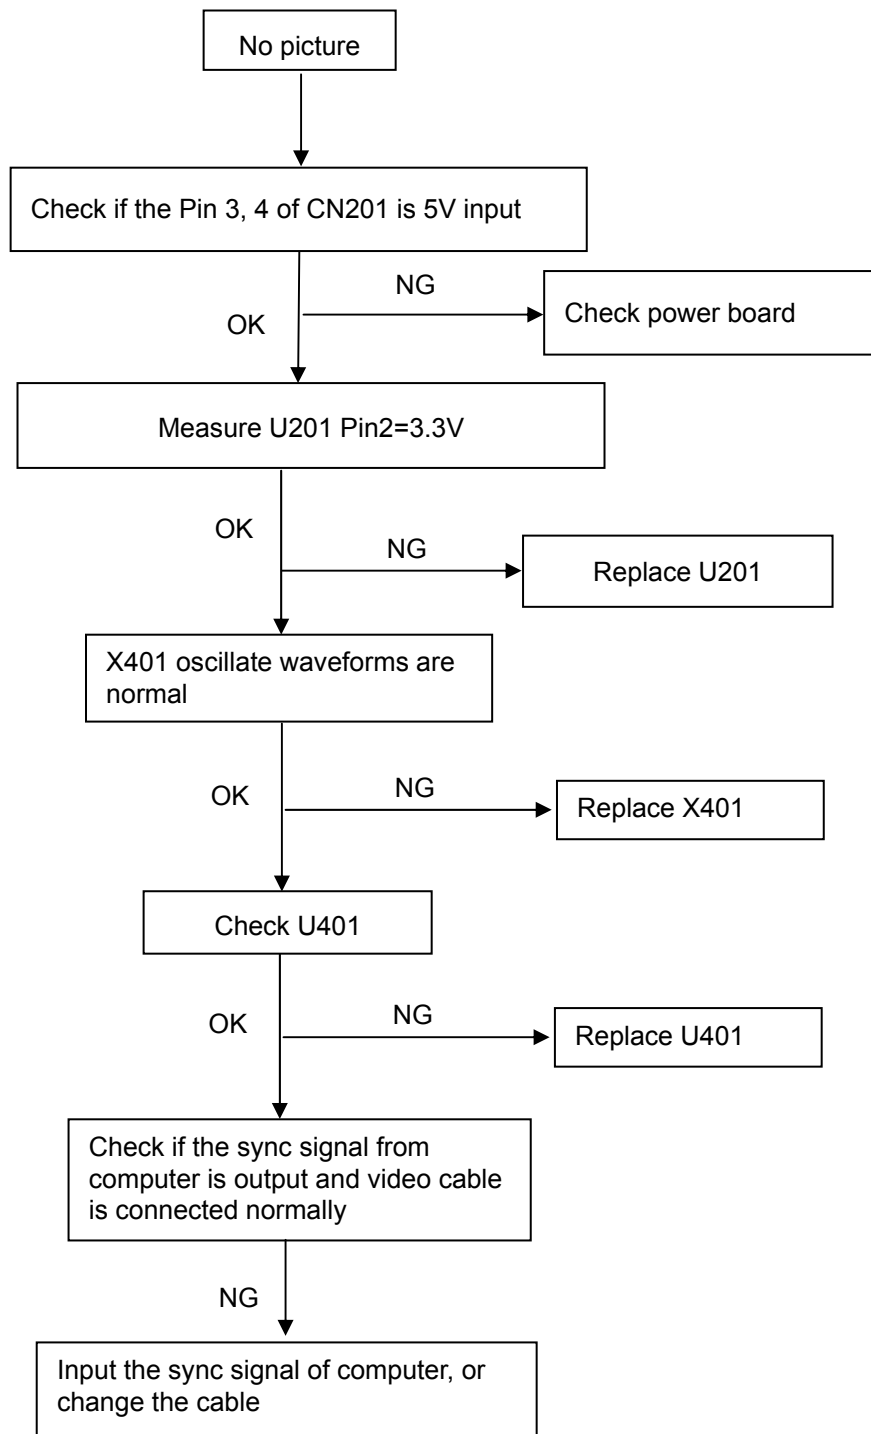 No picture
Check if the Pin 3, 4 of CN201 is 5V input
NG
OK
Check power board
Measure U201 Pin2=3.3V
OK
NG
Replace U201
X401 oscillate waveforms are
normal
OK
NG
Replace X401
Check U401
OK
NG
Replace U401
Check if the sync signal from
computer is output and video cable
is connected normally
NG
Input the sync signal of computer, or
change the cable